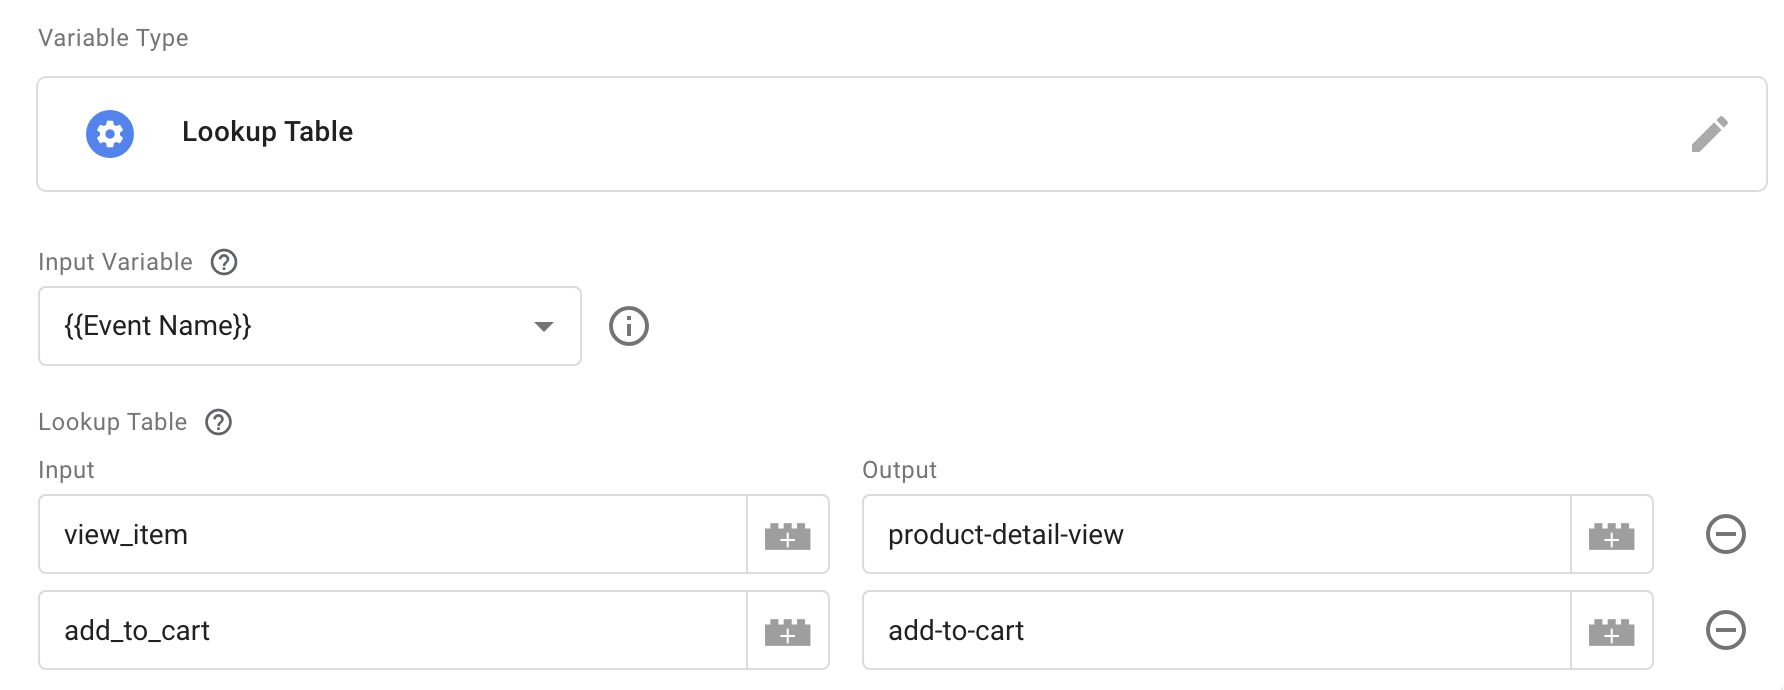 Variable Type
Lookup Table
Input Variable
{{Event Name}}
Lookup Table
Input Output
view_item product-detail-view
add_to_cart add-to-cart